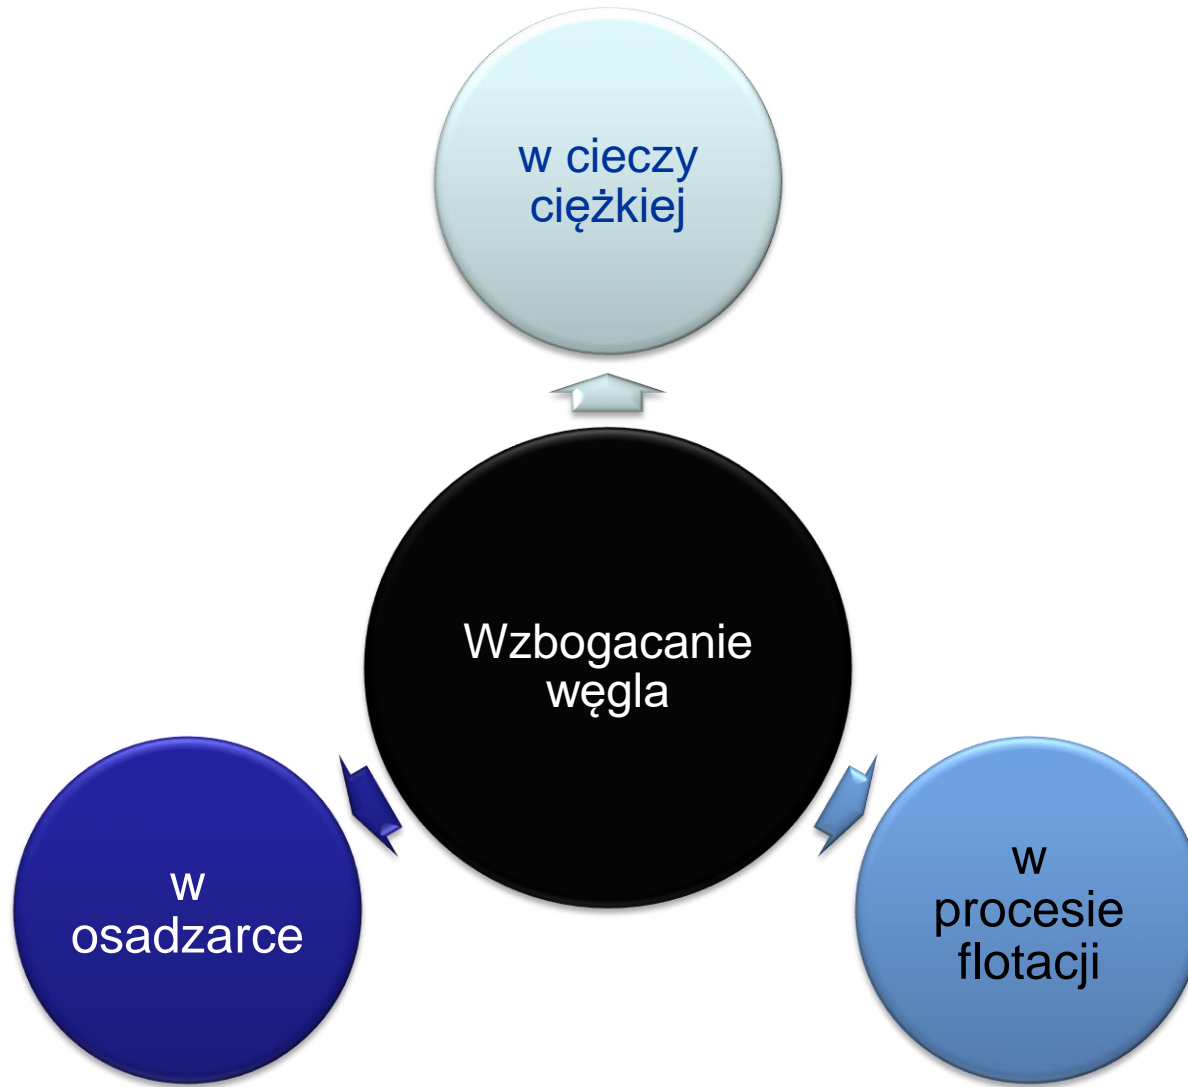 w cieczy
ciężkiej
Wzbogacanie
węgla
w
osadzarce
w
procesie
flotacji